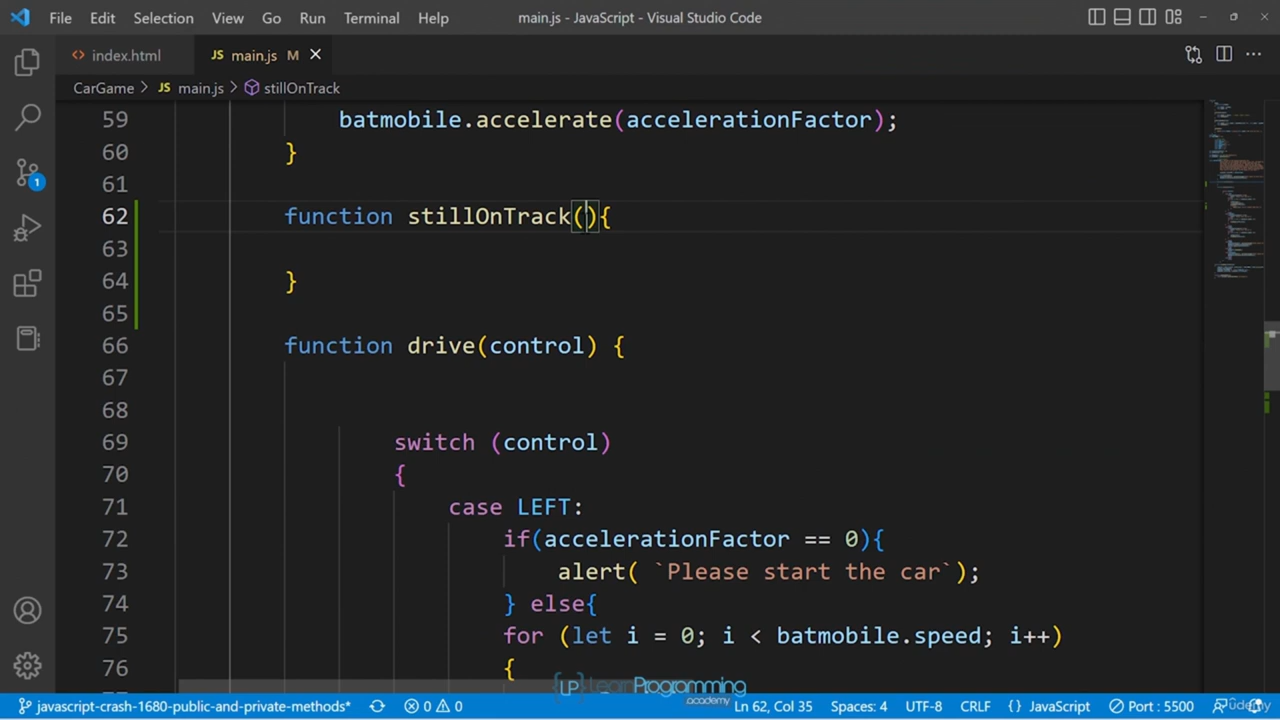 File Edit Selection View Go Run Terminal Help main.js - JavaScript - Visual Studio Code
index.html JS main.js M
CarGame > JS main.js > stillOnTrack
59 batmobile.accelerate(accelerationFactor);
60 }
61
62 function stillOnTrack(){
63
64 }
65
66 function drive(control) {
67
68
69 switch (control)
70 {
71 case LEFT:
72 if(accelerationFactor == 0){
73 alert( `Please start the car`);
74 } else{
75 for (let i = 0; i < batmobile.speed; i++)
76 {
LP LearnProgramming .academy
1
javascript-crash-1680-public-and-private-methods* 0 0 Ln 62, Col 35 Spaces: 4 UTF-8 CRLF {} JavaScript Port : 5500
udemy